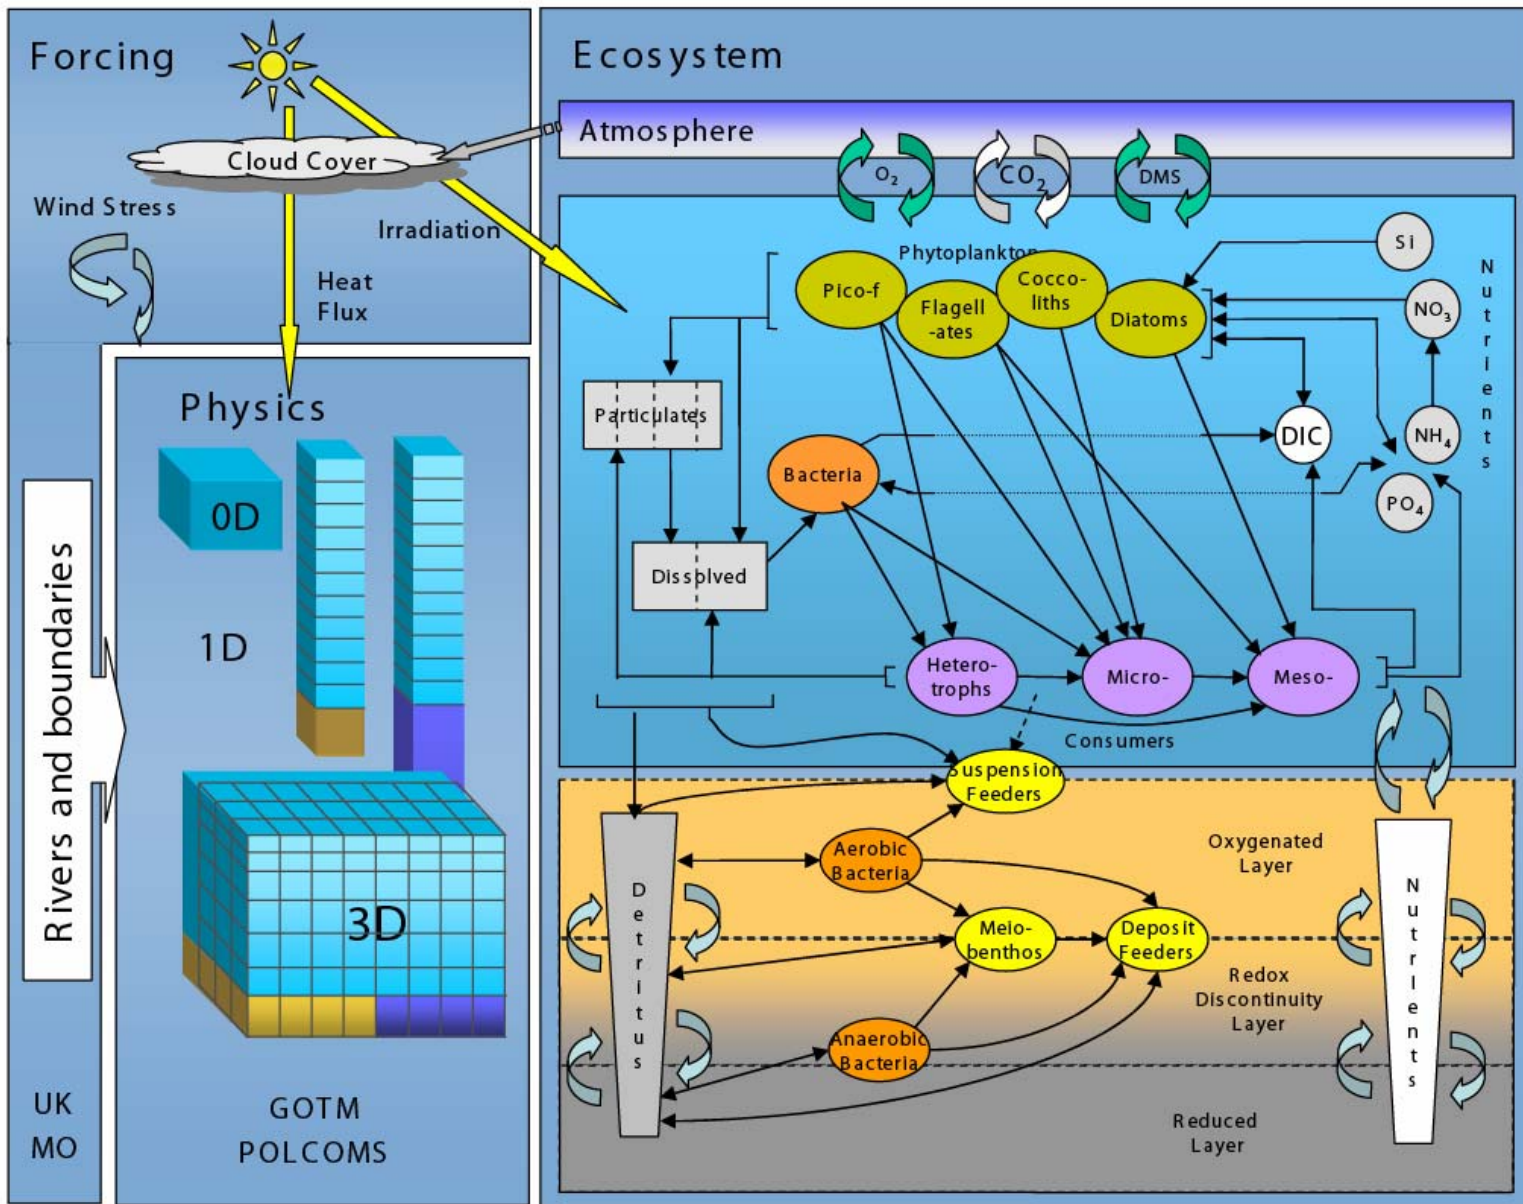 Forcing
Cloud Cover
Wind Stress
Irradiation
Heat
Flux
Rivers and boundaries
UK
MO
Physics
0D
1D
3D
GOTM
POLCOMS
Ecosystem
Atmosphere
O2
CO2
DMS
Phytoplankton
Pico-f
Flagell
-ates
Cocco-
liths
Diatoms
Si
NO3
NH4
PO4
DIC
Nutrients
Particulates
Bacteria
Dissolved
Hetero-
trophs
Micro-
Meso-
Consumers
Suspension
Feeders
Aerobic
Bacteria
Meio-
benthos
Deposit
Feeders
Anaerobic
Bacteria
Detritus
Oxygenated
Layer
Redox
Discontinuity
Layer
Reduced
Layer
Nutrients